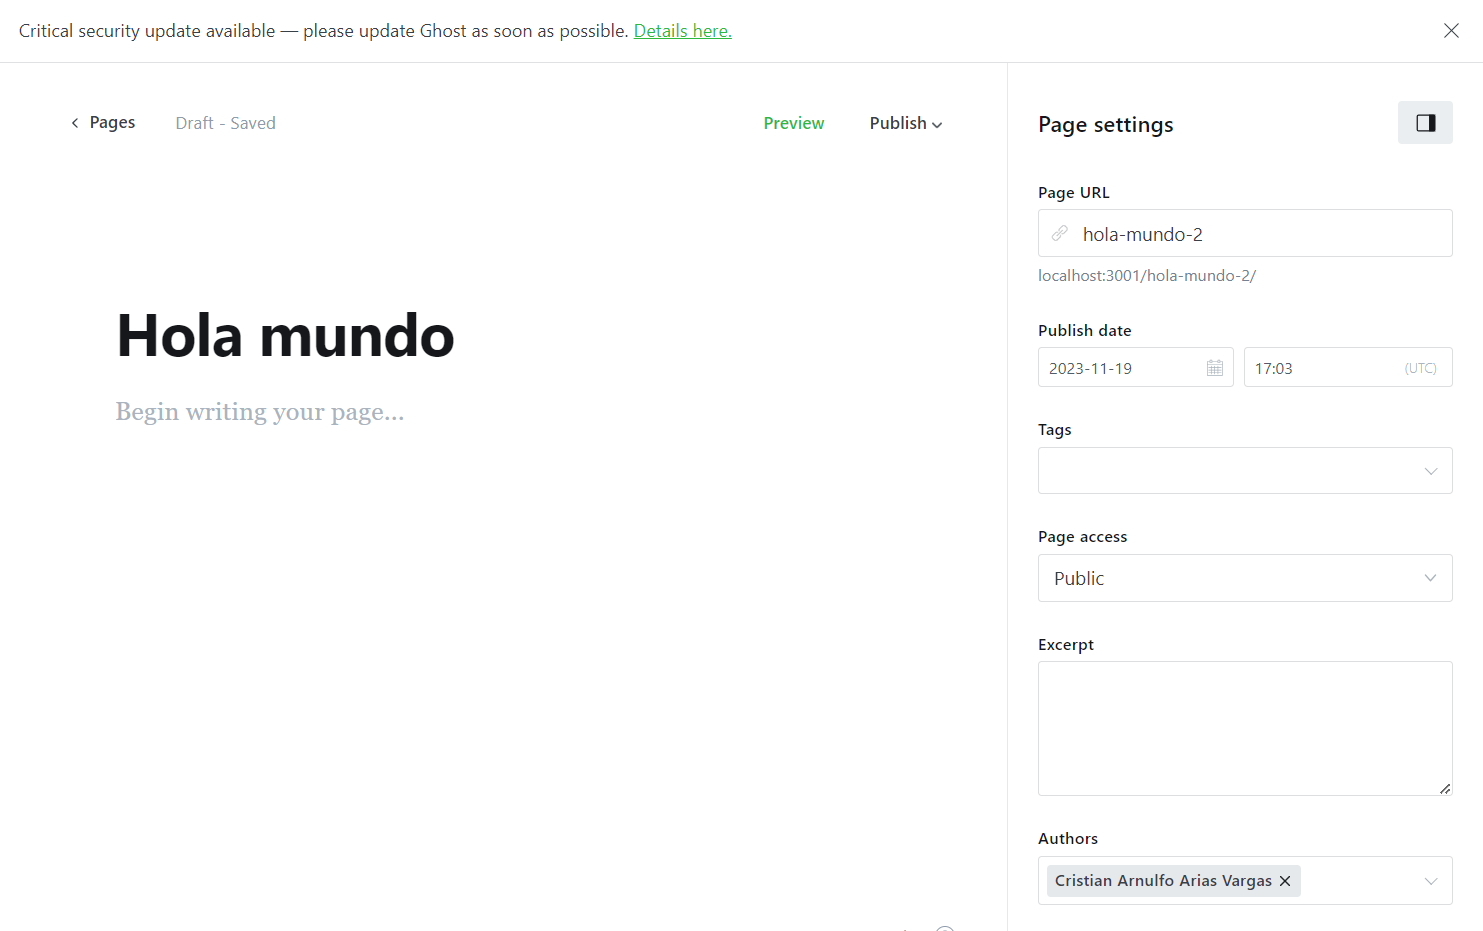 Critical security update available — please update Ghost as soon as possible. Details here.
Pages
Draft - Saved
Preview
Publish
Hola mundo
Begin writing your page...
Page settings
Page URL
hola-mundo-2
localhost:3001/hola-mundo-2/
Publish date
2023-11-19
17:03
(UTC)
Tags
Page access
Public
Excerpt
Authors
Cristian Arnulfo Arias Vargas